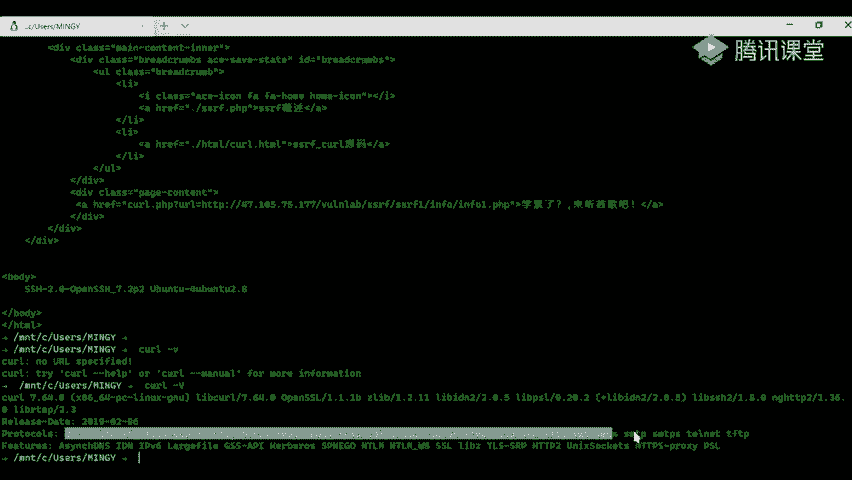 ..c/Users/MINGY
腾讯课堂
<div class="main-content-inner">
<div class="breadcrumbs ace-save-state" id="breadcrumbs">
<ul class="breadcrumb">
<li>
<i class="ace-icon fa fa-home home-icon"></i>
<a href="./ssrf.php">ssrf概述</a>
</li>
<li>
<a href="./html/curl.html">ssrf_curl原码</a>
</li>
</ul>
</div>
<div class="page-content">
<a href="curl.php?url=http://47.105.75.177/vulnlab/ssrf/ssrf1/info/info1.php">学累了?,来听首歌吧!</a>
</div>
</div>
</div>
<body>
SSH-2.0-OpenSSH_7.2p2 Ubuntu-4ubuntu2.8
</body>
</html>
→ /mnt/c/Users/MINGY →
→ /mnt/c/Users/MINGY → curl -v
curl: no URL specified!
curl: try 'curl --help' or 'curl --manual' for more information
→ /mnt/c/Users/MINGY → curl -V
curl 7.64.0 (x86_64-pc-linux-gnu) libcurl/7.64.0 OpenSSL/1.1.1b zlib/1.2.11 libidn2/2.0.5 libpsl/0.20.2 (+libidn2/2.0.5) libssh2/1.8.0 nghttp2/1.36.
0 librtmp/2.3
Release-Date: 2019-02-06
Protocols: smtp smtps telnet tftp
Features: AsynchDNS IDN IPv6 Largefile GSS-API Kerberos SPNEGO NTLM NTLM_WB SSL libz TLS-SRP HTTP2 UnixSockets HTTPS-proxy PSL
→ /mnt/c/Users/MINGY →